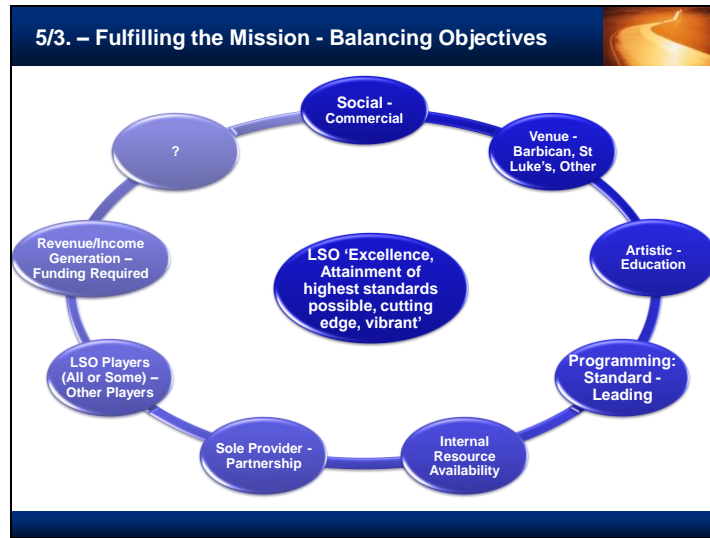 5/3. – Fulfilling the Mission - Balancing Objectives
Social -
Commercial
Venue -
Barbican, St
Luke's, Other
Artistic -
Education
Programming:
Standard -
Leading
Internal
Resource
Availability
Sole Provider -
Partnership
LSO Players
(All or Some) –
Other Players
Revenue/Income
Generation –
Funding Required
?
LSO ‘Excellence,
Attainment of
highest standards
possible, cutting
edge, vibrant’